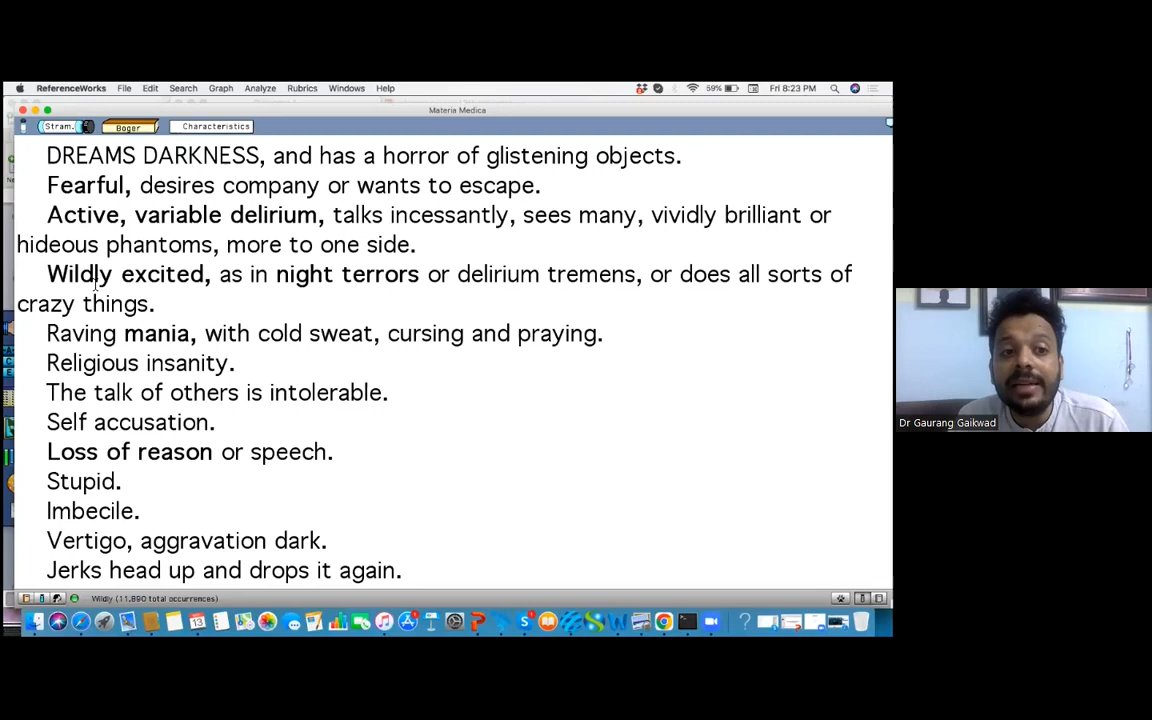 ReferenceWorks File Edit Search Graph Analyze Rubrics Windows Help 59% Fri 8:23 PM
Materia Medica
Stram. Boger Characteristics
DREAMS DARKNESS, and has a horror of glistening objects.
Fearful, desires company or wants to escape.
Active, variable delirium, talks incessantly, sees many, vividly brilliant or
hideous phantoms, more to one side.
Wildly excited, as in night terrors or delirium tremens, or does all sorts of
crazy things.
Raving mania, with cold sweat, cursing and praying.
Religious insanity.
The talk of others is intolerable.
Self accusation.
Loss of reason or speech.
Stupid.
Imbecile.
Vertigo, aggravation dark.
Jerks head up and drops it again.
Wildly (11,890 total occurrences)
Dr Gaurang Gaikwad